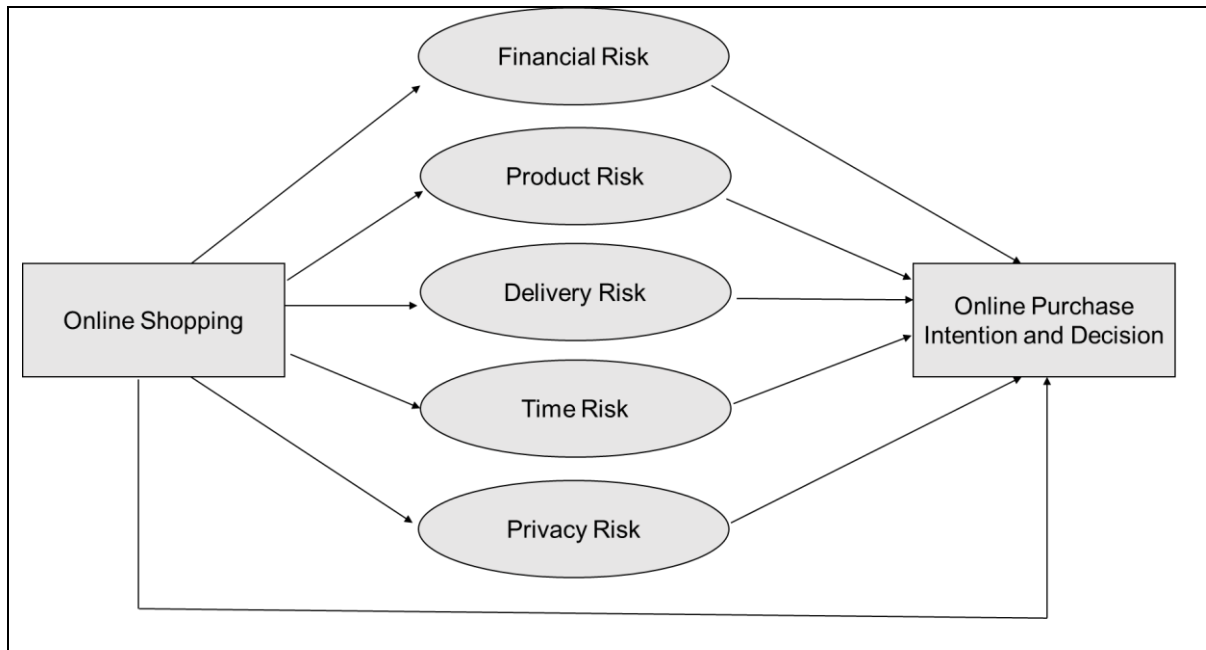 Financial Risk
Product Risk
Delivery Risk
Online Shopping
Online Purchase
Intention and Decision
Time Risk
Privacy Risk